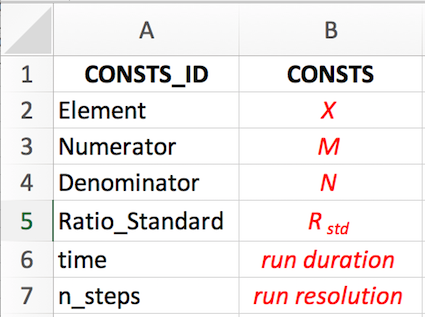 A B
1 CONSTS_ID CONSTS
2 Element X
3 Numerator M
4 Denominator N
5 Ratio_Standard R std
6 time run duration
7 n_steps run resolution